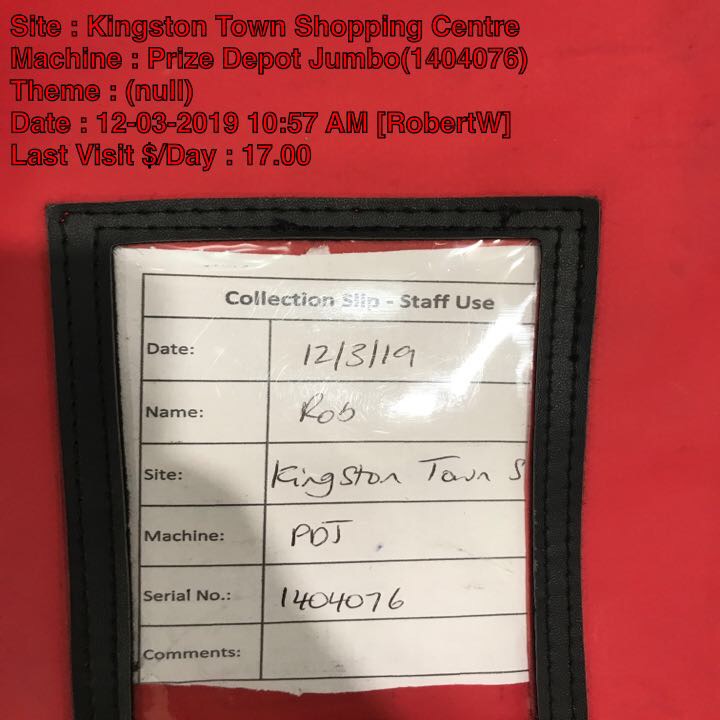 Site : Kingston Town Shopping Centre
Machine : Prize Depot Jumbo(1404076)
Theme : (null)
Date : 12-03-2019 10:57 AM [RobertW]
Last Visit $/Day : 17.00
Collection Slip - Staff Use
Date: 12/3/19
Name: Rob
Site: Kingston Town S
Machine: PDJ
Serial No.: 1404076
Comments: